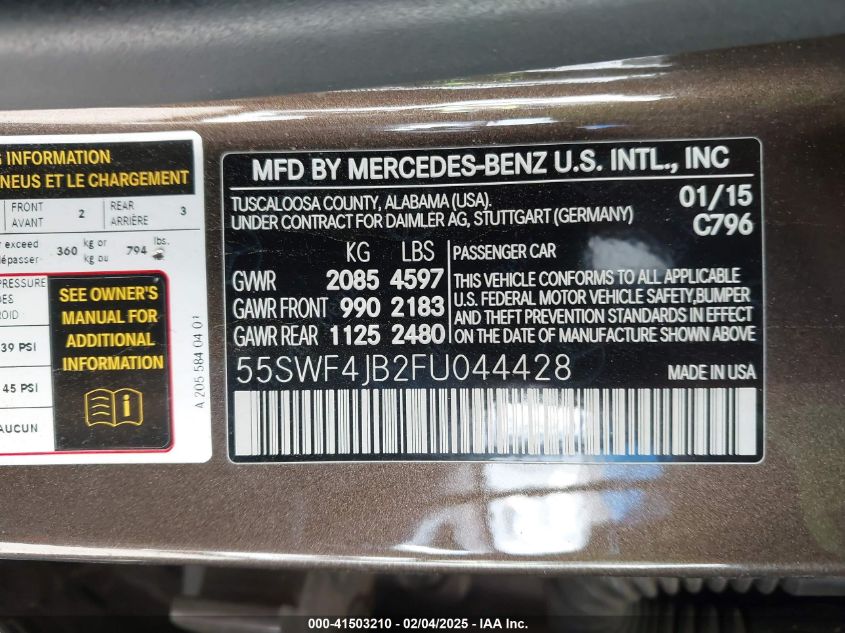 G INFORMATION
NEUS ET LE CHARGEMENT
FRONT
AVANT
2
REAR
ARRIÈRE
3
exceed
dépasser
360 kg or
kg ou
794 lbs.
PRESSURE
39 PSI
45 PSI
AUCUN
SEE OWNER'S
MANUAL FOR
ADDITIONAL
INFORMATION
i
A 205 584 04 01
MFD BY MERCEDES-BENZ U.S. INTL., INC
TUSCALOOSA COUNTY, ALABAMA (USA).
UNDER CONTRACT FOR DAIMLER AG, STUTTGART (GERMANY)
01/15
C796
KG LBS
GWWR 2085 4597
GAWR FRONT 990 2183
GAWR REAR 1125 2480
PASSENGER CAR
THIS VEHICLE CONFORMS TO ALL APPLICABLE
U.S. FEDERAL MOTOR VEHICLE SAFETY,BUMPER
AND THEFT PREVENTION STANDARDS IN EFFECT
ON THE DATE OF MANUFACTURE SHOWN ABOVE
55SWF4JB2FU044428
MADE IN USA
000-41503210 - 02/04/2025 - IAA Inc.